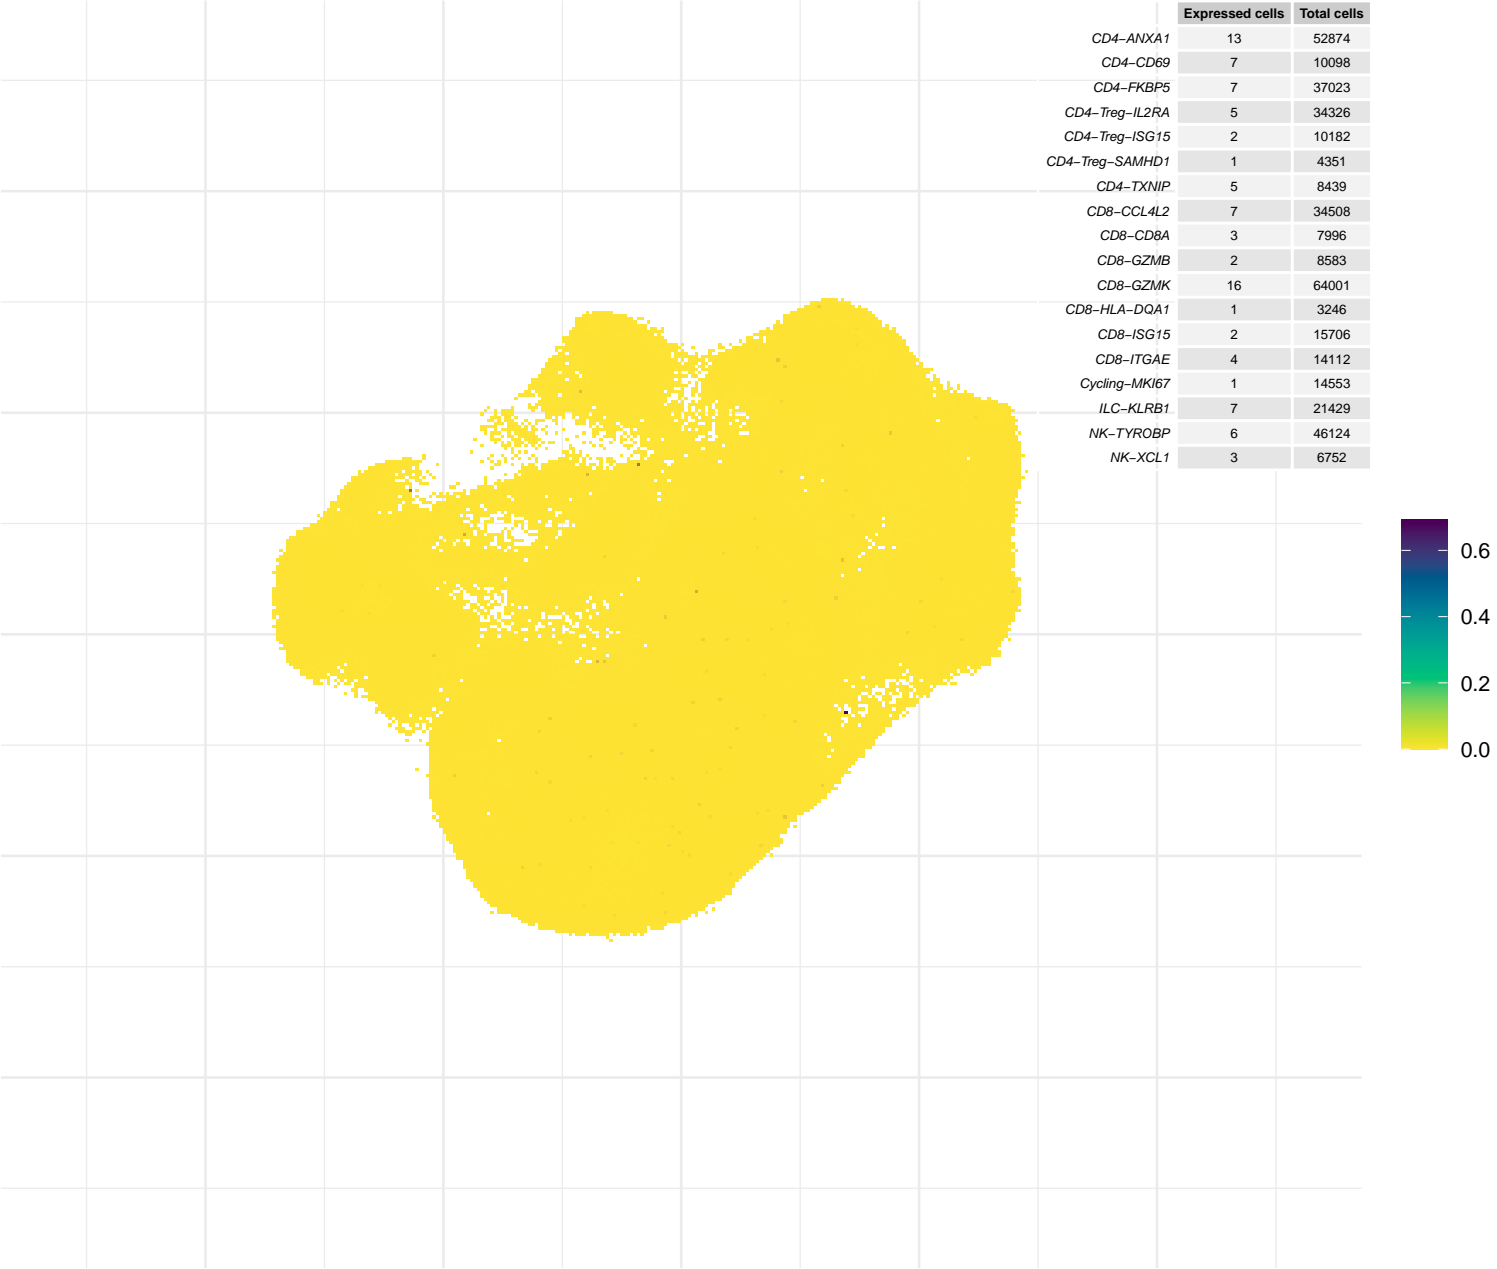 Expressed cells Total cells
CD4−ANXA1 13 52874
CD4−CD69 7 10098
CD4−FKBP5 7 37023
CD4−Treg−IL2RA 5 34326
CD4−Treg−ISG15 2 10182
CD4−Treg−SAMHD1 1 4351
CD4−TXNIP 5 8439
CD8−CCL4L2 7 34508
CD8−CD8A 3 7996
CD8−GZMB 2 8583
CD8−GZMK 16 64001
CD8−HLA−DQA1 1 3246
CD8−ISG15 2 15706
CD8−ITGAE 4 14112
Cycling−MKI67 1 14553
ILC−KLRB1 7 21429
NK−TYROBP 6 46124
NK−XCL1 3 6752
0.6
0.4
0.2
0.0